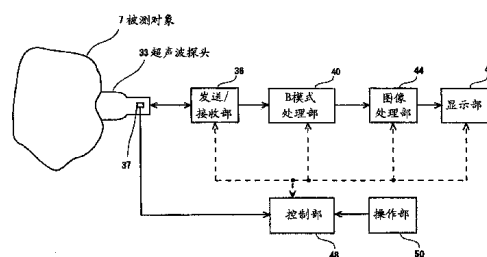 7 被测对象
33 超声波探头
36
40
44
发送/
接收部
B模式
处理部
图像
处理部
显示部
37
控制部
操作部
48
50